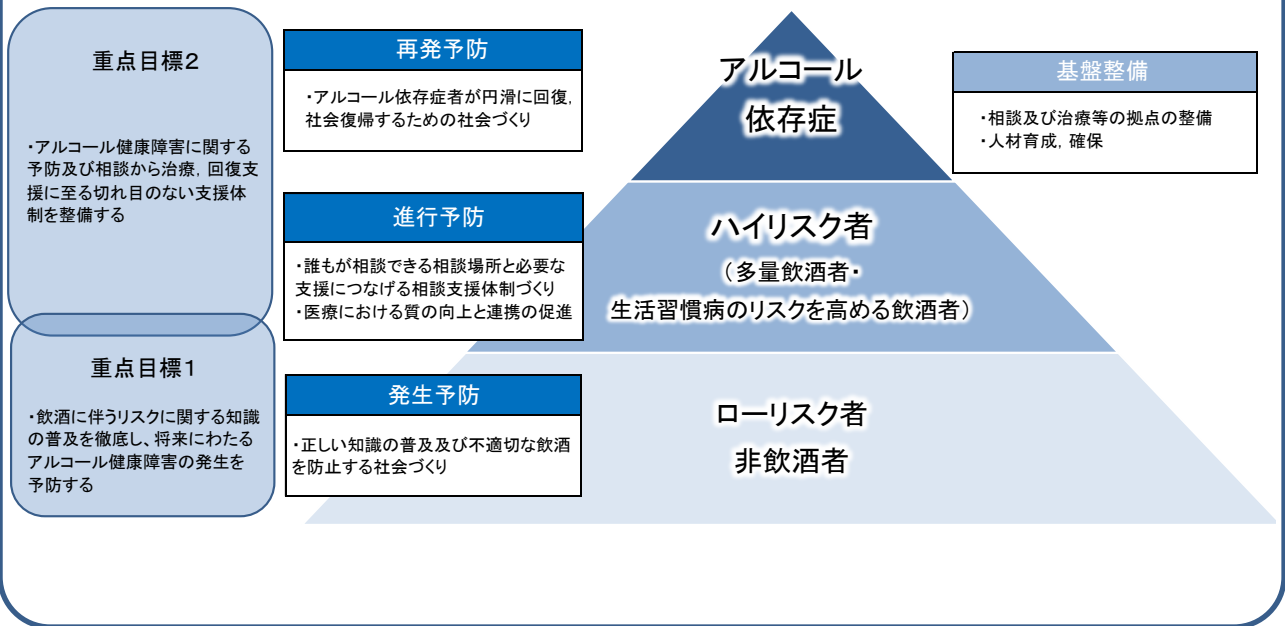 重点目標2
・アルコール健康障害に関する
予防及び相談から治療, 回復支
援に至る切れ目のない支援体
制を整備する
重点目標1
・飲酒に伴うリスクに関する知識
の普及を徹底し、将来にわたる
アルコール健康障害の発生を
予防する
再発予防
・アルコール依存症者が円滑に回復,
社会復帰するための社会づくり
進行予防
・誰もが相談できる相談場所と必要な
支援につなげる相談支援体制づくり
・医療における質の向上と連携の促進
発生予防
・正しい知識の普及及び不適切な飲酒
を防止する社会づくり
アルコール
依存症
ハイリスク者
（多量飲酒者・
生活習慣病のリスクを高める飲酒者）
ローリスク者
非飲酒者
基盤整備
・相談及び治療等の拠点の整備
・人材育成, 確保